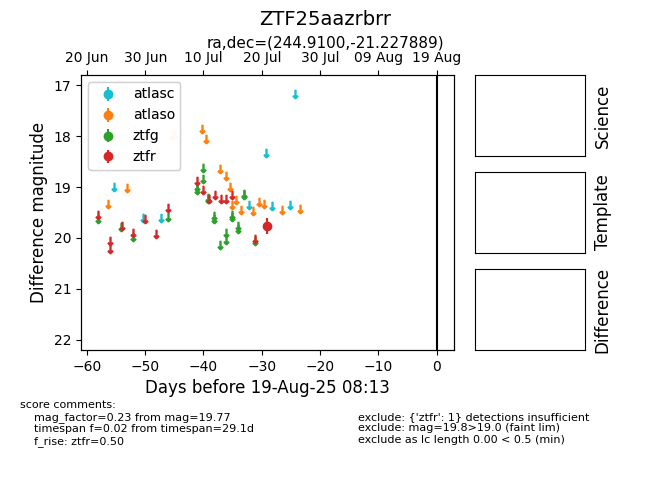 ZTF25aazrbrr
ra,dec=(244.9100,-21.227889)
20 Jun 30 Jun 10 Jul 20 Jul 30 Jul 09 Aug 19 Aug
atlasc
atlaso
ztfg
ztfr
17
18
19
20
21
22
Difference magnitude
−60 −50 −40 −30 −20 −10 0
Days before 19-Aug-25 08:13
Science
Template
Difference
score comments:
mag_factor=0.23 from mag=19.77
timespan f=0.02 from timespan=29.1d
f_rise: ztfr=0.50
exclude: {'ztfr': 1} detections insufficient
exclude: mag=19.8>19.0 (faint lim)
exclude as lc length 0.00 < 0.5 (min)